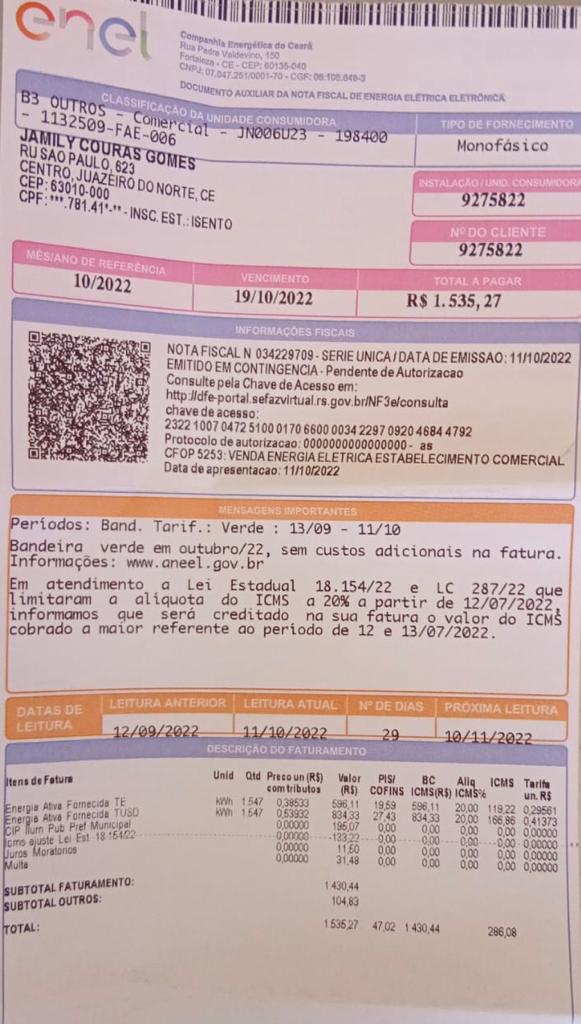 enel
Companhia Energética do Ceará
Rua Padre Valdevino, 150
Fortaleza - CE - CEP: 60135-040
CNPJ: 07.047.251/0001-70 - CGF: 06.105.848-3
DOCUMENTO AUXILIAR DA NOTA FISCAL DE ENERGIA ELÉTRICA ELETRÔNICA
CLASSIFICAÇÃO DA UNIDADE CONSUMIDORA
B3 OUTROS - Comercial - JN006U23 - 198400
- 1132509-FAE-006
TIPO DE FORNECIMENTO
Monofásico
JAMILY COURAS GOMES
RU SAO PAULO, 623
CENTRO, JUAZEIRO DO NORTE, CE
CEP: 63010-000
CPF: ***.781.41*-** - INSC. EST.: ISENTO
INSTALAÇÃO / UNID. CONSUMIDORA
9275822
Nº DO CLIENTE
9275822
MÊS/ANO DE REFERÊNCIA VENCIMENTO TOTAL A PAGAR
10/2022 19/10/2022 R$ 1.535,27
INFORMAÇÕES FISCAIS
NOTA FISCAL N 034229709 - SERIE UNICA / DATA DE EMISSAO: 11/10/2022
EMITIDO EM CONTINGENCIA - Pendente de Autorizacao
Consulte pela Chave de Acesso em:
http://dfe-portal.sefazvirtual.rs.gov.br/NF3e/consulta
chave de acesso:
2322 1007 0472 5100 0170 6600 0034 2297 0920 4684 4792
Protocolo de autorizacao: 0000000000000000 - as
CFOP 5253: VENDA ENERGIA ELETRICA ESTABELECIMENTO COMERCIAL
Data de apresentacao: 11/10/2022
MENSAGENS IMPORTANTES
Períodos: Band. Tarif.: Verde : 13/09 - 11/10
Bandeira verde em outubro/22, sem custos adicionais na fatura.
Informações: www.aneel.gov.br
Em atendimento a Lei Estadual 18.154/22 e LC 287/22 que
limitaram a alíquota do ICMS a 20% a partir de 12/07/2022,
informamos que será creditado na sua fatura o valor do ICMS
cobrado a maior referente ao período de 12 e 13/07/2022.
DATAS DE LEITURA
LEITURA ANTERIOR LEITURA ATUAL Nº DE DIAS PRÓXIMA LEITURA
12/09/2022 11/10/2022 29 10/11/2022
DESCRIÇÃO DO FATURAMENTO
Itens de Fatura Unid Qtd Preco un (R$) com tributos Valor (R$) PIS/ COFINS BC ICMS(R$) Aliq ICMS% ICMS Tarifa un. R$
Energia Ativa Fornecida TE kWh 1.547 0,38533 596,11 19,59 596,11 20,00 119,22 0,29561
Energia Ativa Fornecida TUSD kWh 1.547 0,53932 834,33 27,43 834,33 20,00 166,86 0,41373
CIP Ilum Pub Pref Municipal 0,00000 195,07 0,00 0,00 0,00 0,00 0,00000
Icms ajuste Lei Est 18.154/22 0,00000 -133,22 0,00 0,00 0,00 0,00 0,00000
Juros Moratorios 0,00000 11,50 0,00 0,00 0,00 0,00 0,00000
Multa 0,00000 31,48 0,00 0,00 0,00 0,00 0,00000
SUBTOTAL FATURAMENTO: 1.430,44
SUBTOTAL OUTROS: 104,83
TOTAL: 1.535,27 47,02 1.430,44 286,08